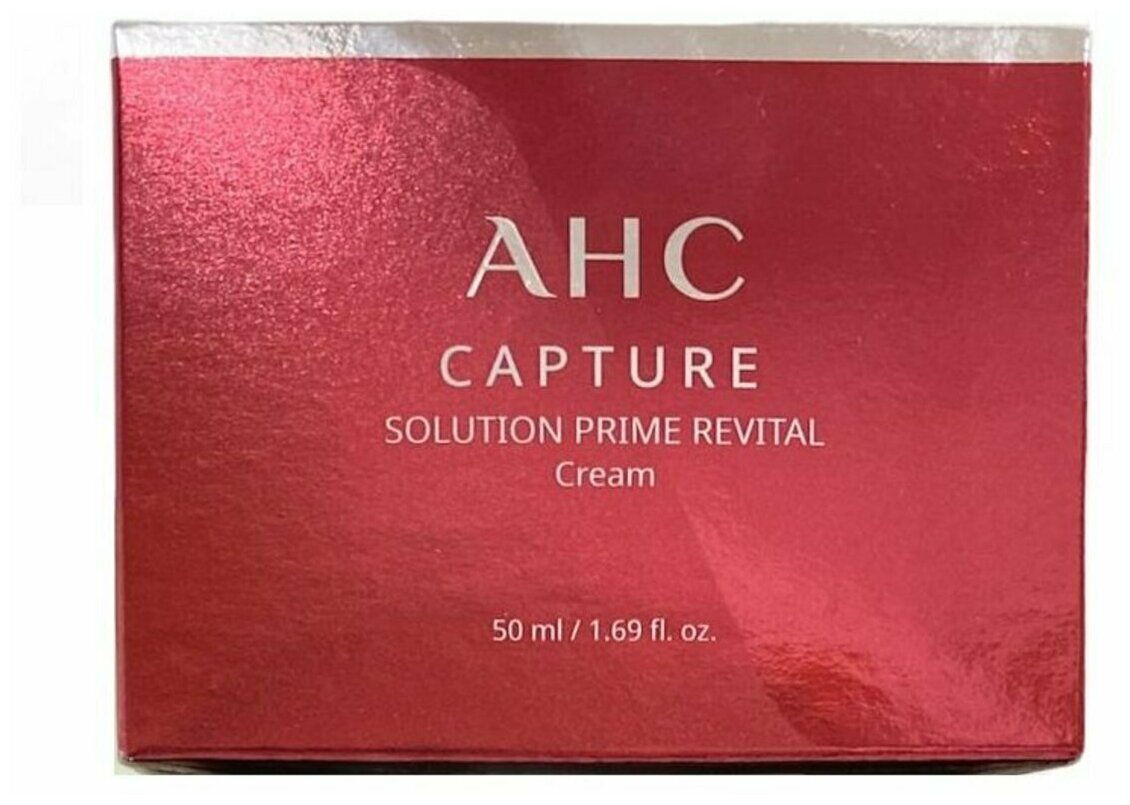 AHC
CAPTURE
SOLUTION PRIME REVITAL
Cream
50 ml / 1.69 fl. oz.